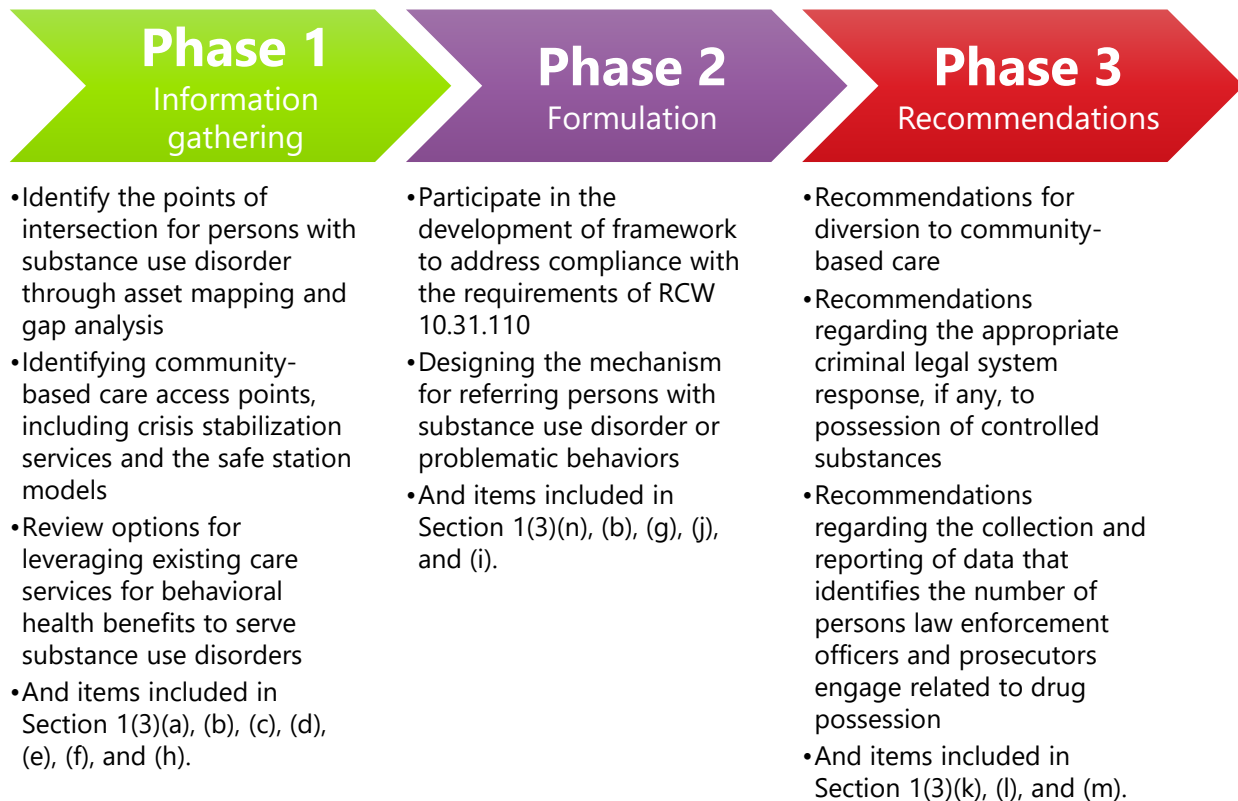 Phase 1
Information
gathering
•Identify the points of
intersection for persons with
substance use disorder
through asset mapping and
gap analysis
•Identifying community-
based care access points,
including crisis stabilization
services and the safe station
models
•Review options for
leveraging existing care
services for behavioral
health benefits to serve
substance use disorders
•And items included in
Section 1(3)(a), (b), (c), (d),
(e), (f), and (h).
Phase 2
Formulation
•Participate in the
development of framework
to address compliance with
the requirements of RCW
10.31.110
•Designing the mechanism
for referring persons with
substance use disorder or
problematic behaviors
•And items included in
Section 1(3)(n), (b), (g), (j),
and (i).
Phase 3
Recommendations
•Recommendations for
diversion to community-
based care
•Recommendations
regarding the appropriate
criminal legal system
response, if any, to
possession of controlled
substances
•Recommendations
regarding the collection and
reporting of data that
identifies the number of
persons law enforcement
officers and prosecutors
engage related to drug
possession
•And items included in
Section 1(3)(k), (l), and (m).